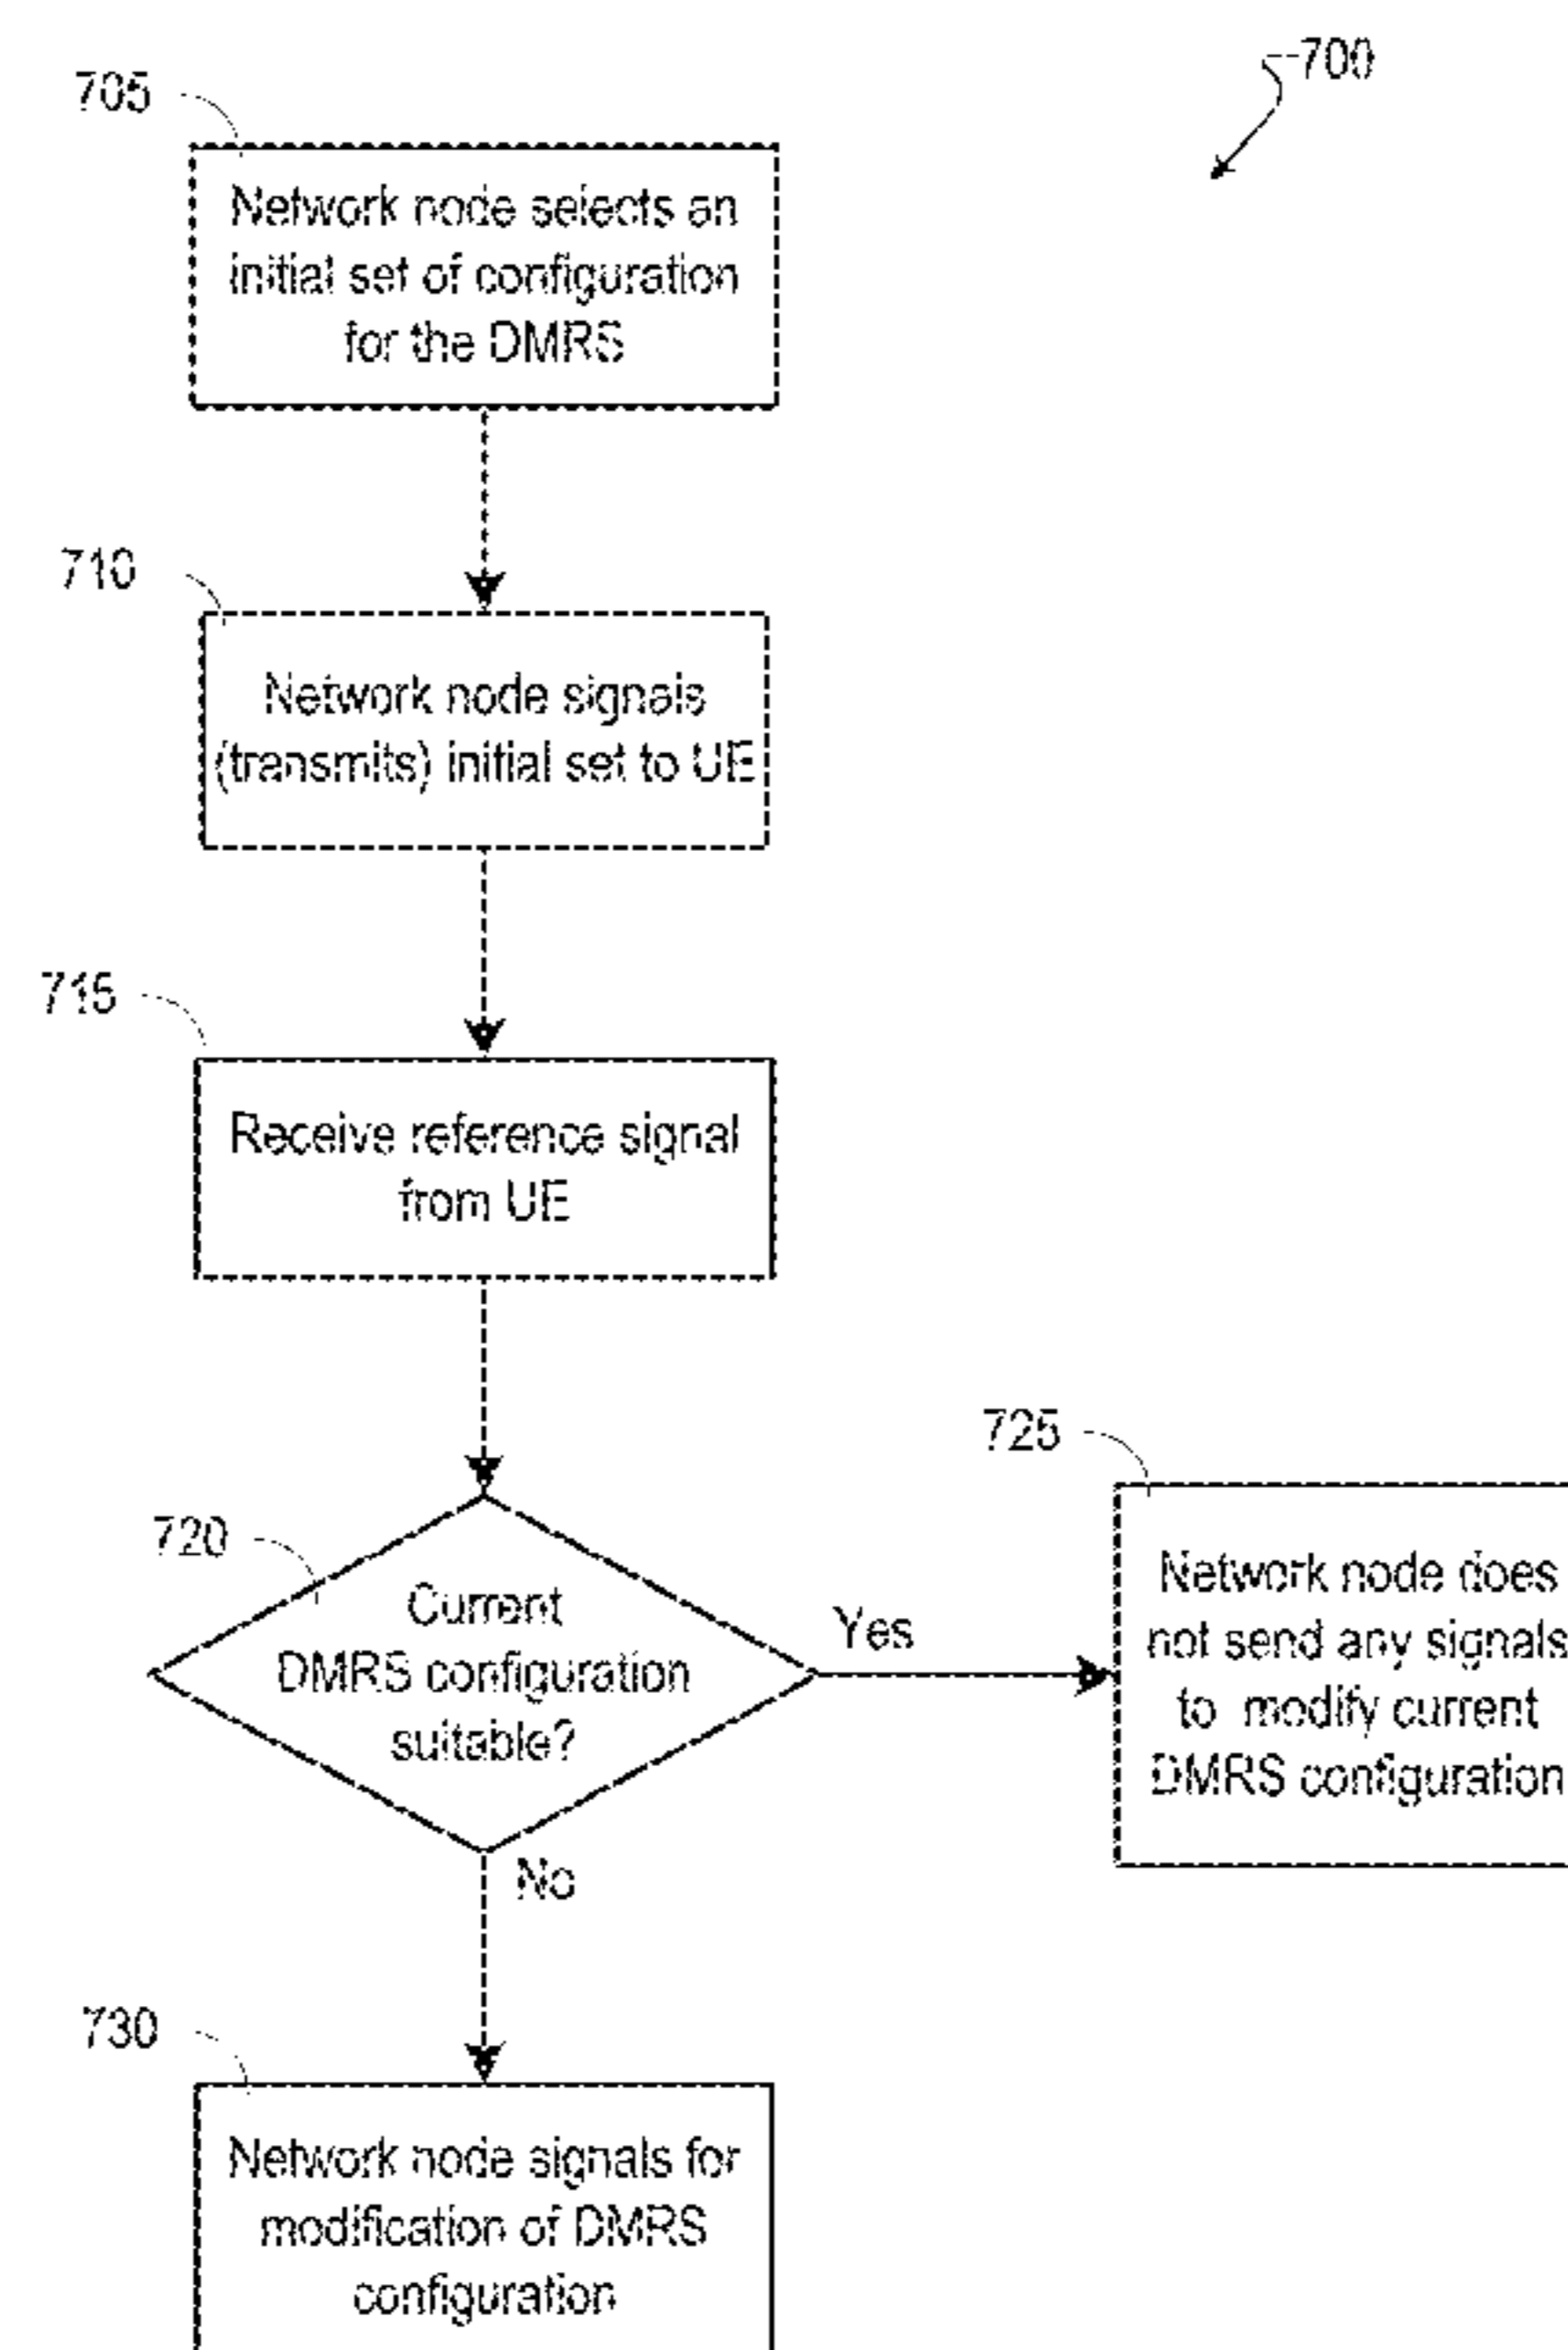 700
705
Network node selects an
initial set of configuration
for the DMRS
710
Network node signals
(transmits) initial set to UE
715
Receive reference signal
from UE
720
Current
DMRS configuration
suitable?
Yes
725
Network node does
not send any signals
to modify current
DMRS configuration
No
730
Network node signals for
modification of DMRS
configuration